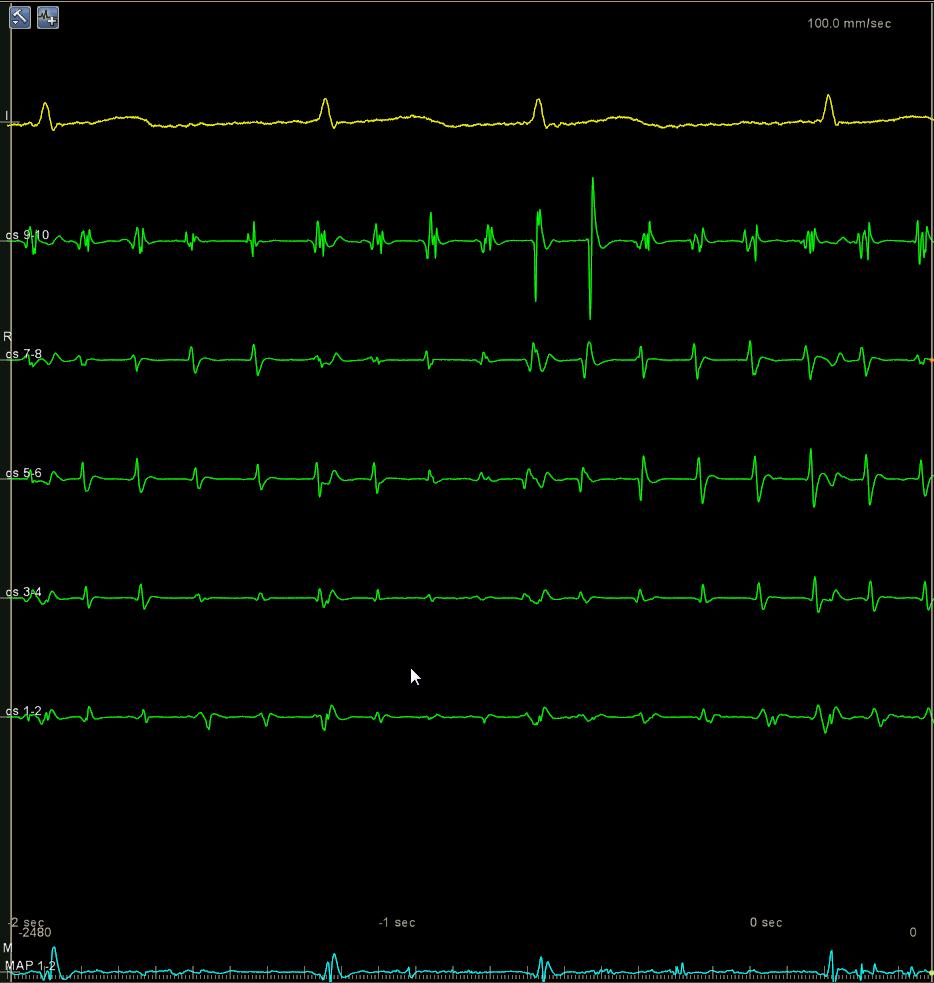 100.0 mm/sec
I
cs 9-10
R
cs 7-8
cs 5-6
cs 3-4
cs 1-2
-2 sec
-1 sec
0 sec
-2480
0
M
MAP 1-2